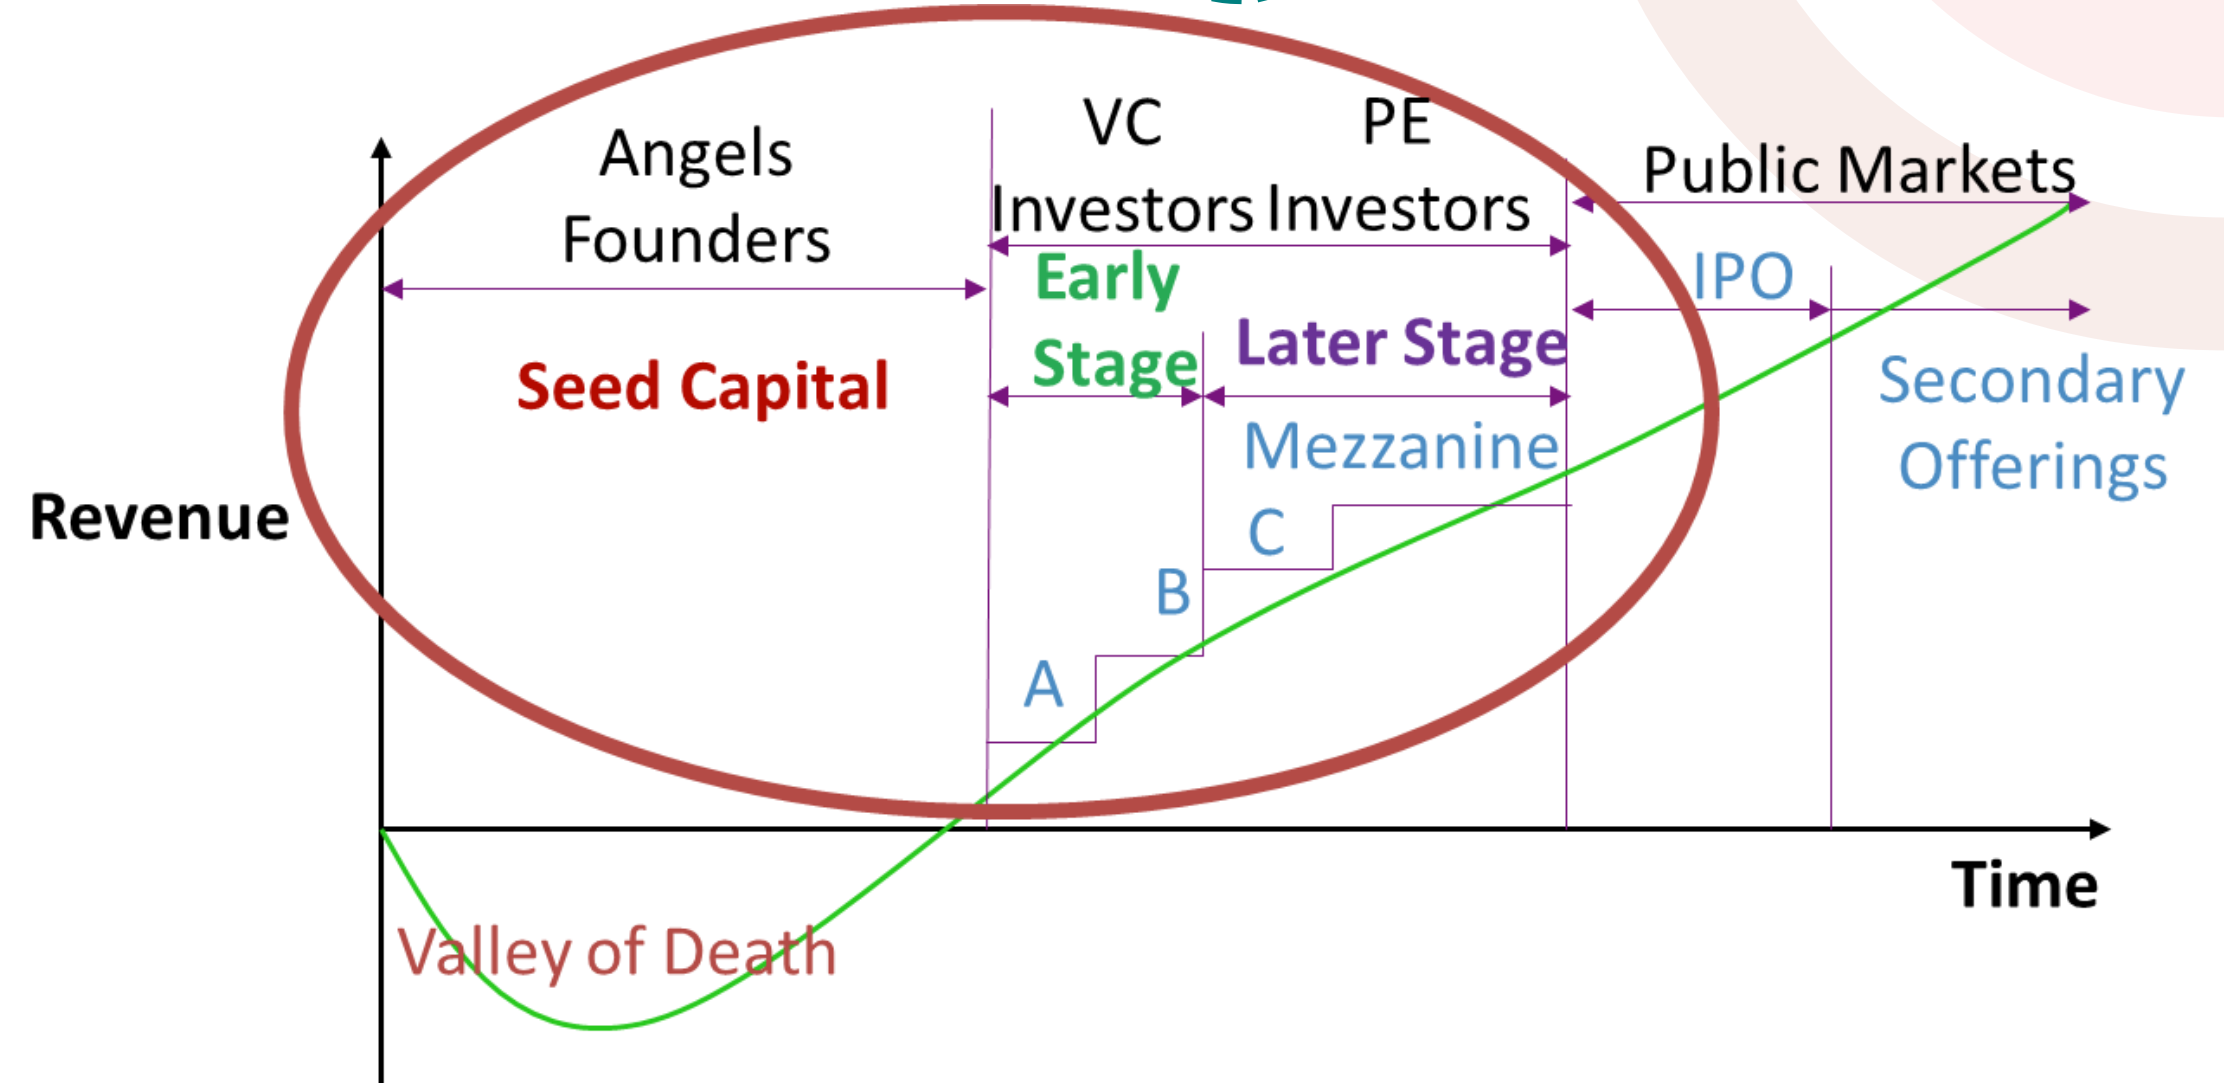 VC
PE
Angels
Founders
Investors
Investors
Public Markets
Early
Stage
Later Stage
IPO
Seed Capital
Secondary
Offerings
Mezzanine
C
B
A
Revenue
Time
Valley of Death